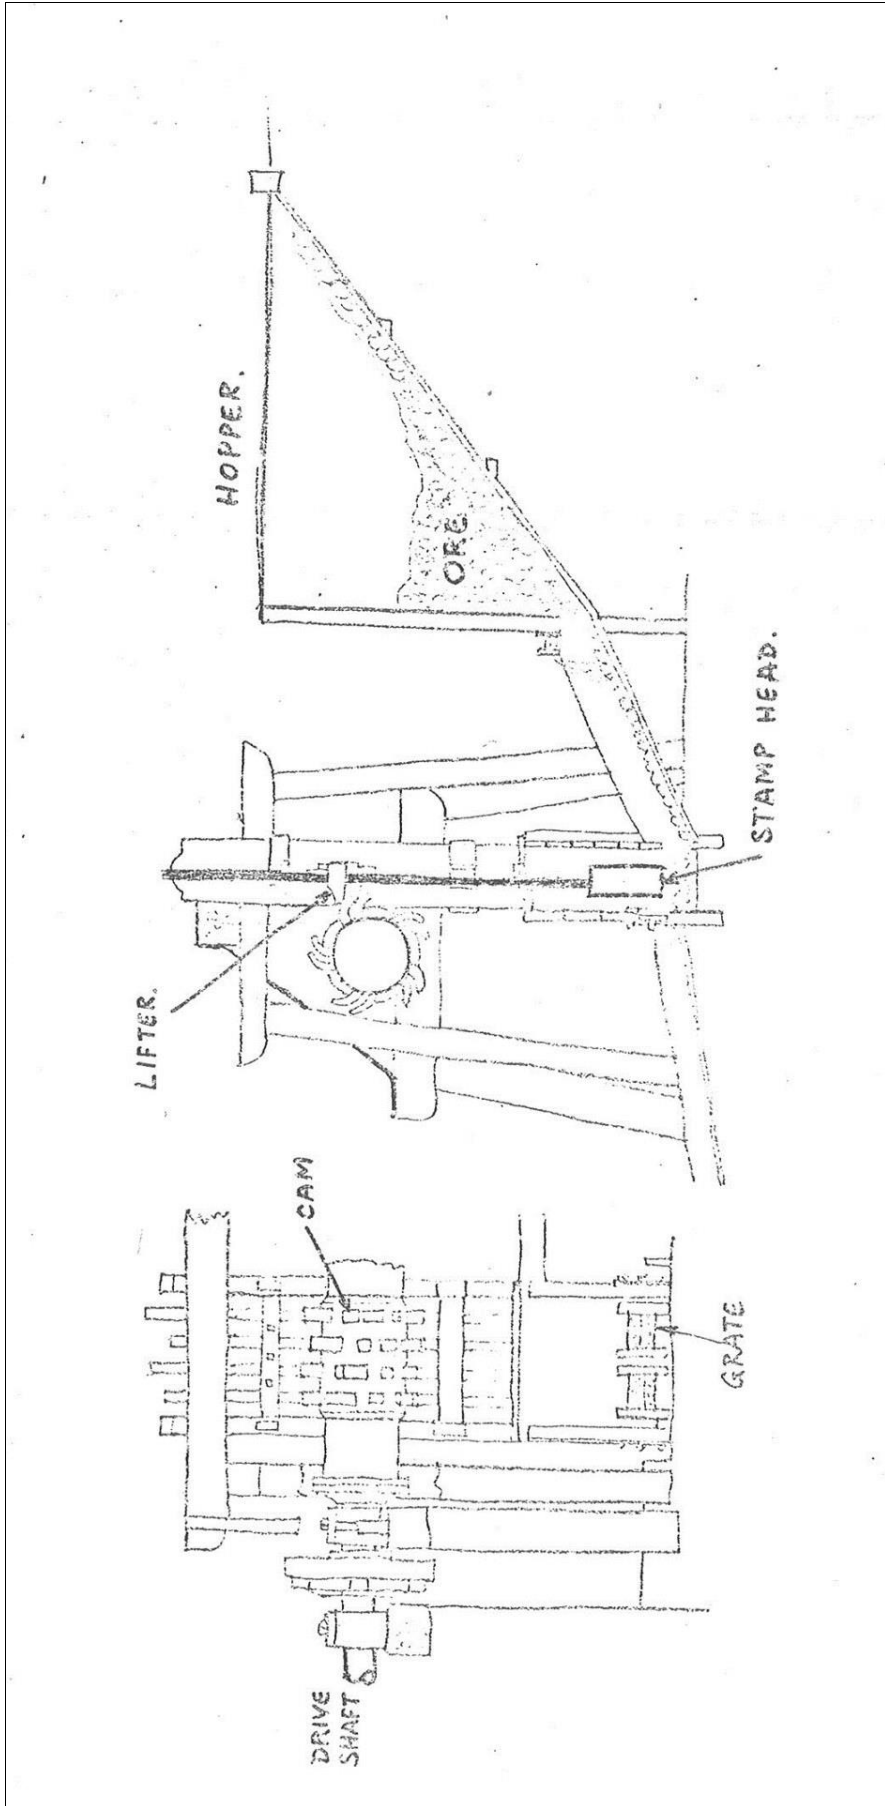 HOPPER.
ORE
LIFTER.
STAMP HEAD.
CAM
DRIVE
SHAFT
GRATE